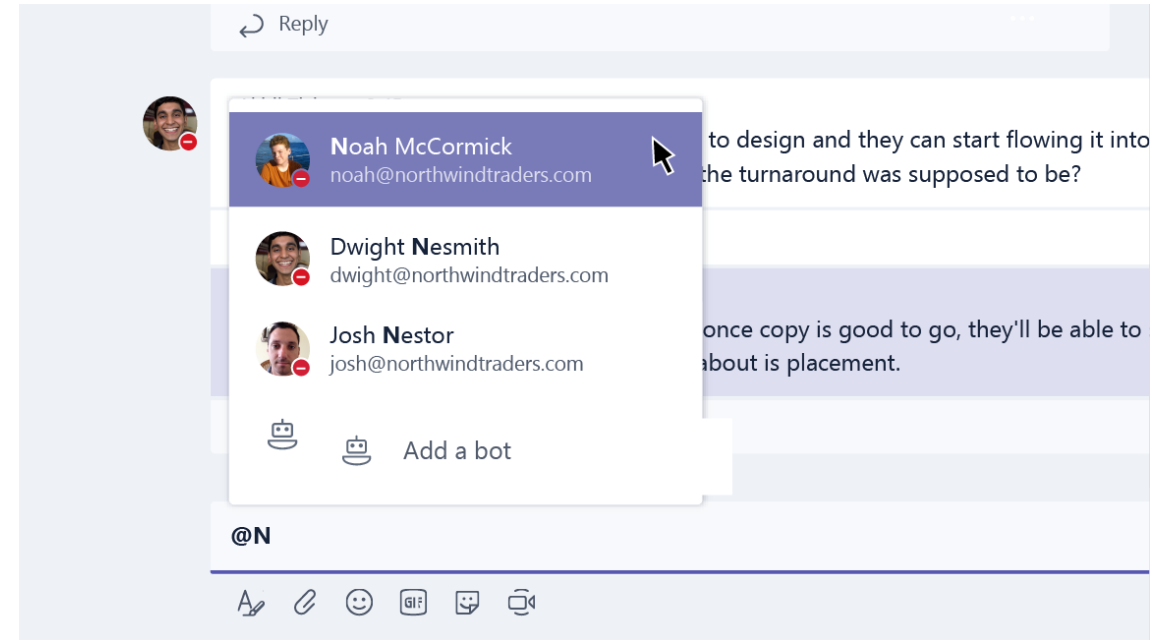 Reply
to design and they can start flowing it into
the turnaround was supposed to be?
Noah McCormick
noah@northwindtraders.com
Dwight Nesmith
dwight@northwindtraders.com
Josh Nestor
josh@northwindtraders.com
once copy is good to go, they'll be able to
about is placement.
Add a bot
@N
GIF